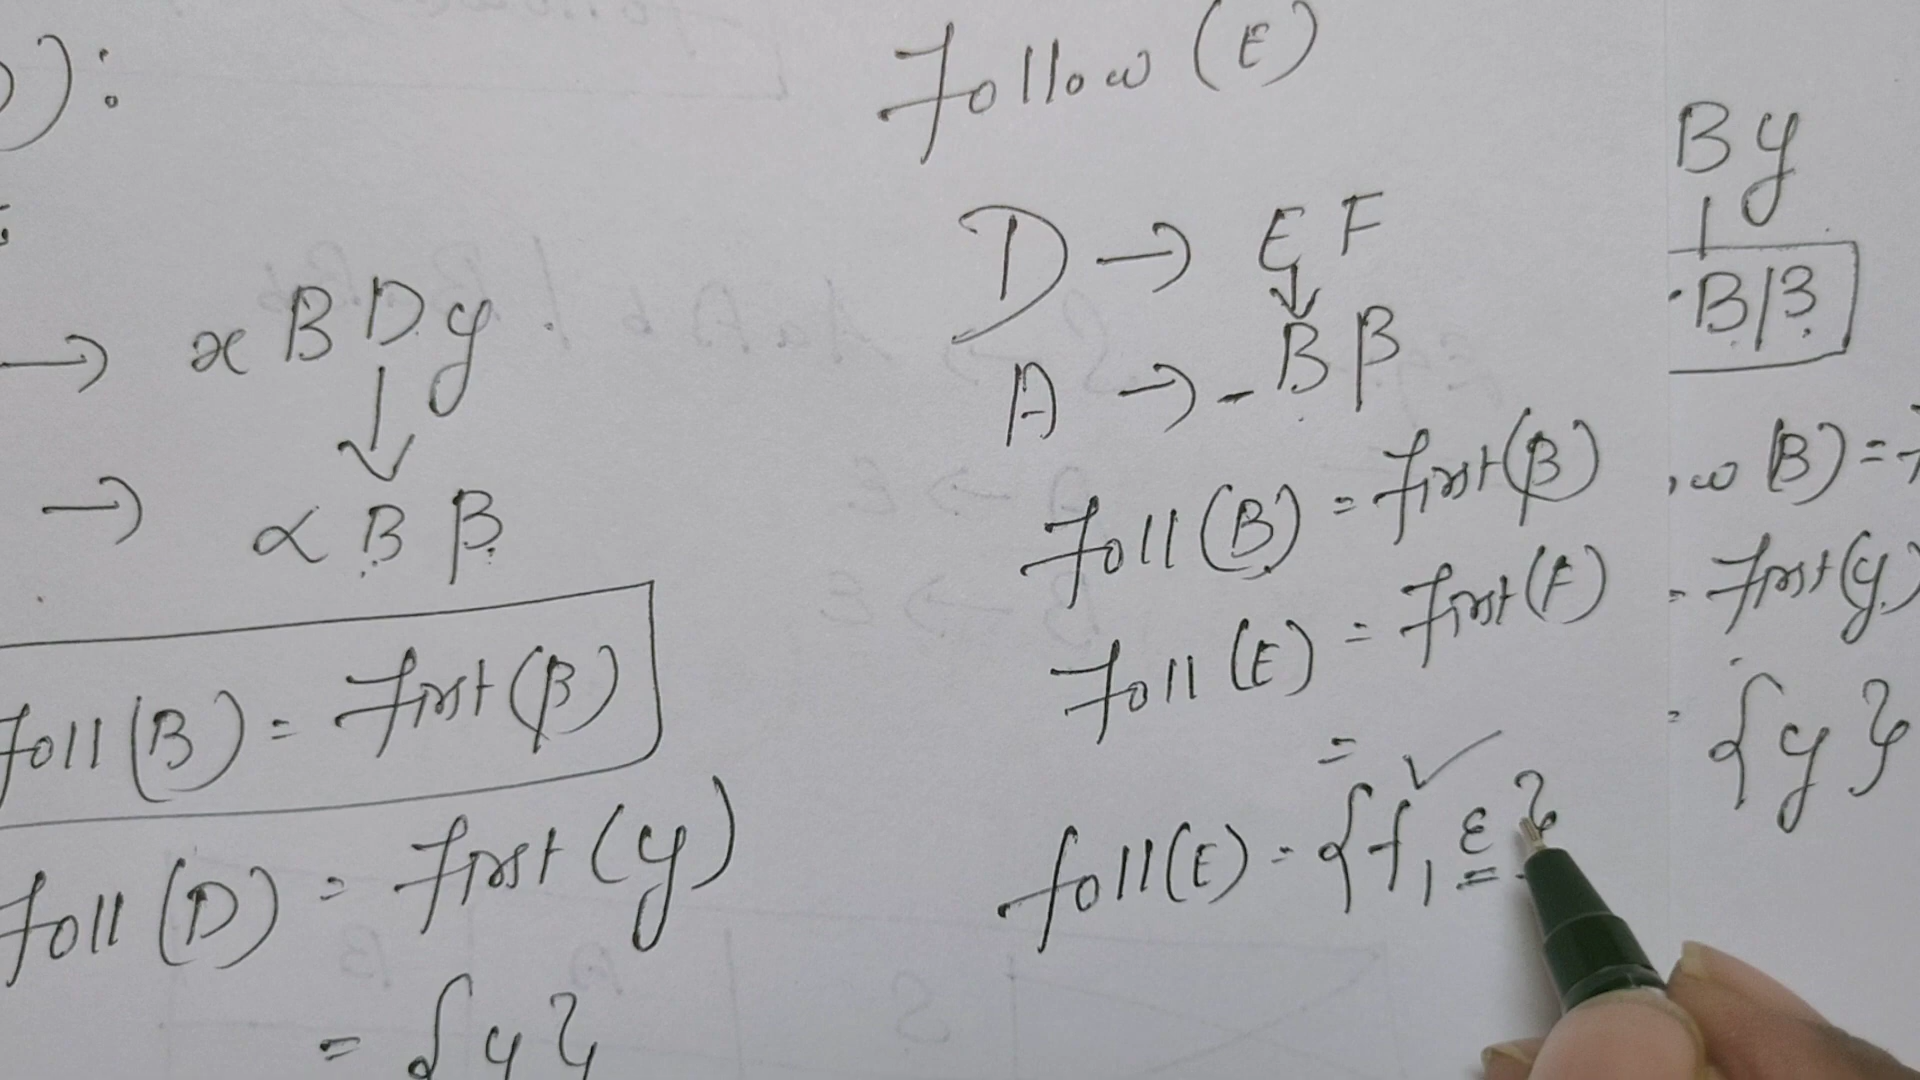 ):
→ x B D y
→ α B β
foll (B) = first (β)
foll (D) = first (y)
= {y}
Follow (E)
D → E F
A → - B β
Foll (B) = first (β)
Foll (E) = first (F)
=
foll (E) = {f, ε}
B y
B/β
w (B) =
= first (y)
= {y}